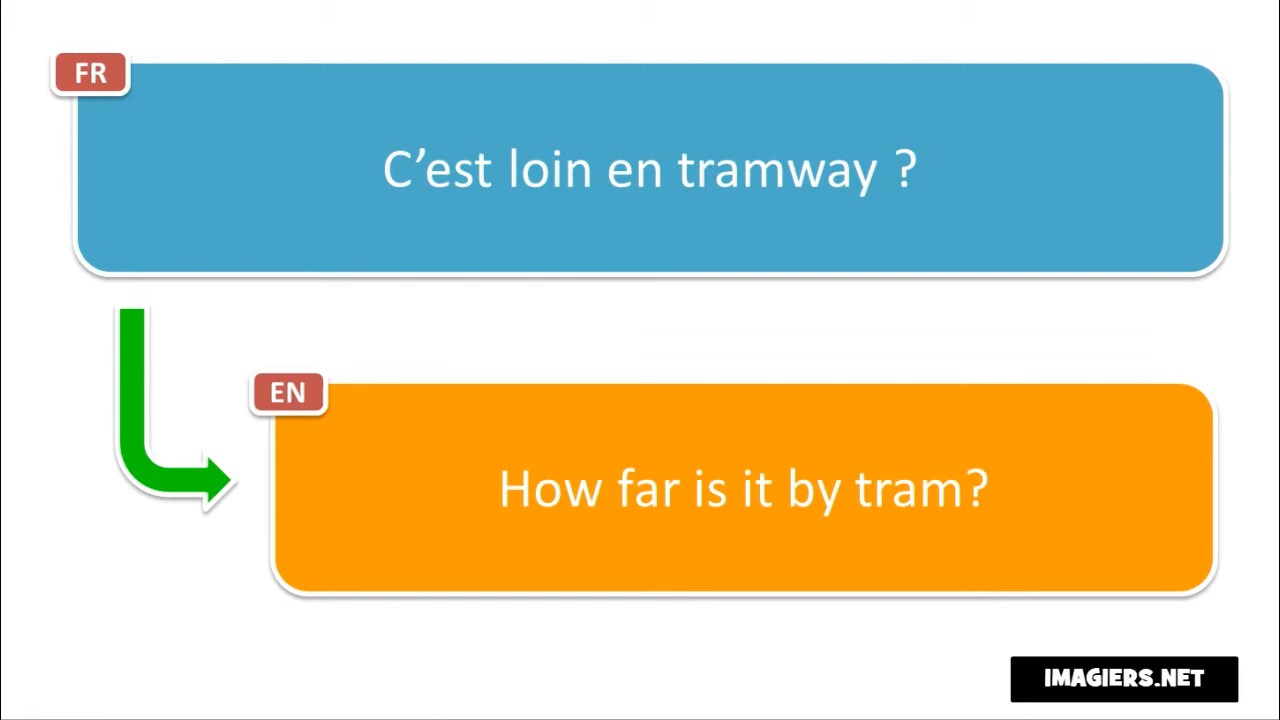 FR
C’est loin en tramway ?
EN
How far is it by tram?
IMAGIERS.NET